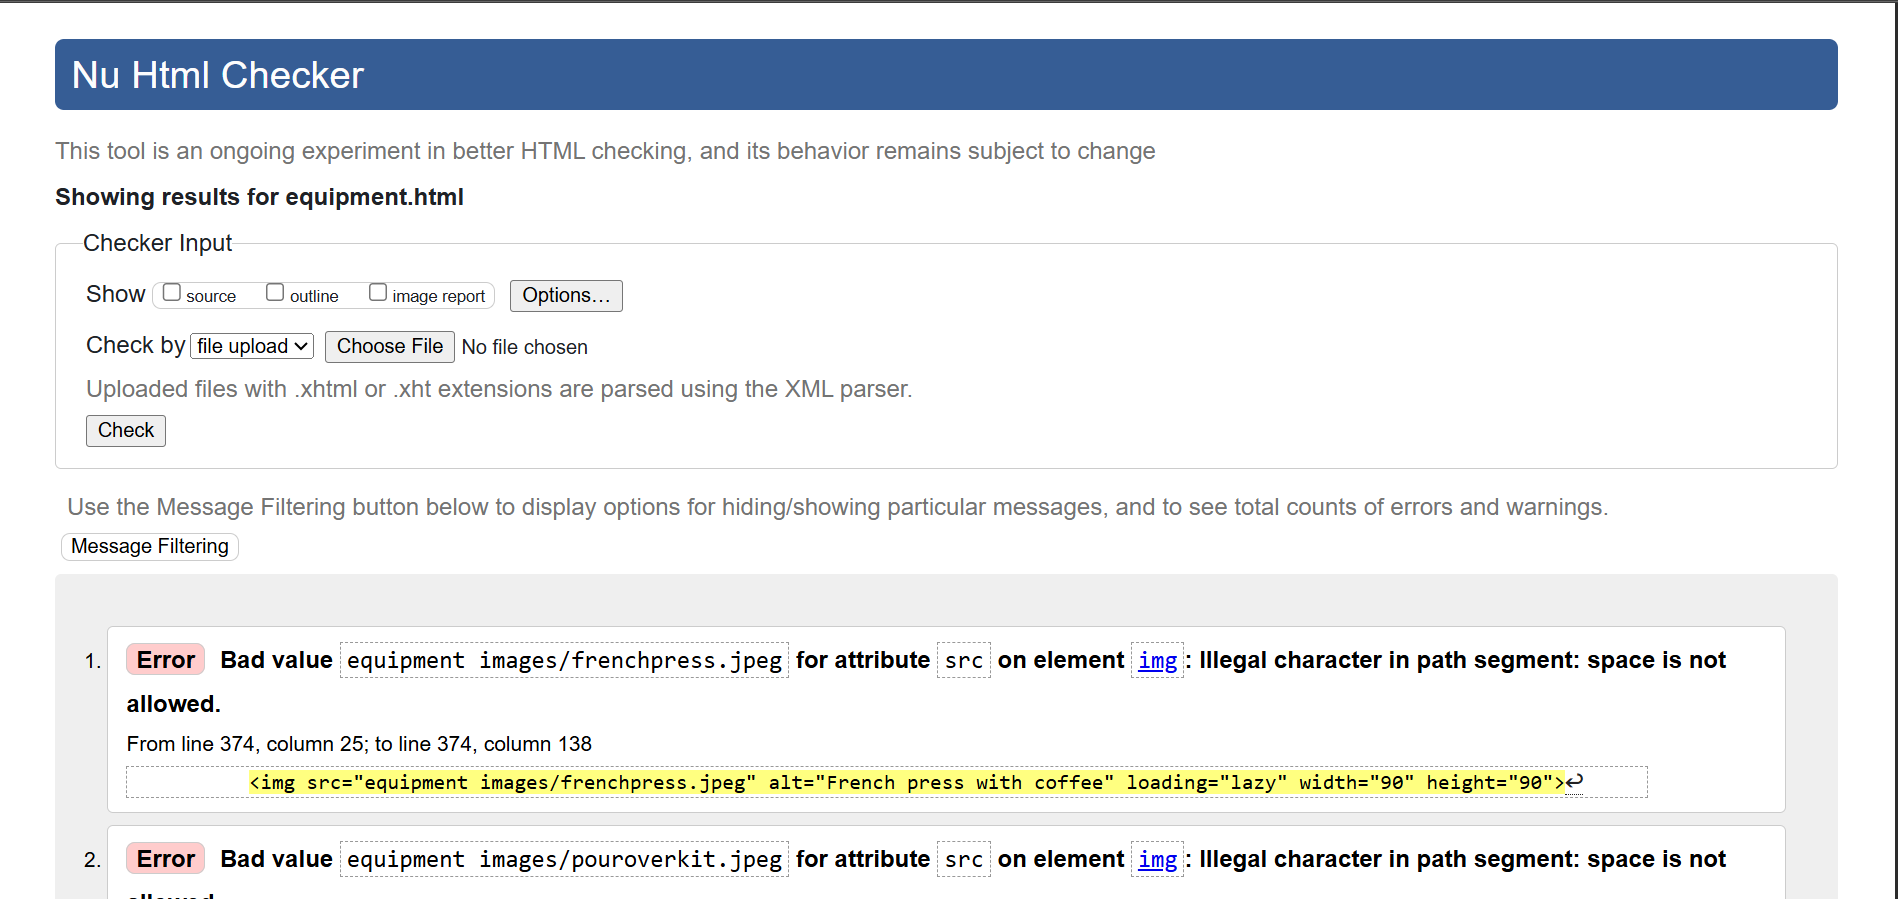 Nu Html Checker
This tool is an ongoing experiment in better HTML checking, and its behavior remains subject to change
Showing results for equipment.html
Checker Input
Show source outline image report Options...
Check by file upload Choose File No file chosen
Uploaded files with .xhtml or .xht extensions are parsed using the XML parser.
Check
Use the Message Filtering button below to display options for hiding/showing particular messages, and to see total counts of errors and warnings.
Message Filtering
1. Error Bad value equipment images/frenchpress.jpeg for attribute src on element img: Illegal character in path segment: space is not
allowed.
From line 374, column 25; to line 374, column 138
<img src="equipment images/frenchpress.jpeg" alt="French press with coffee" loading="lazy" width="90" height="90">↩
2. Error Bad value equipment images/pouroverkit.jpeg for attribute src on element img: Illegal character in path segment: space is not